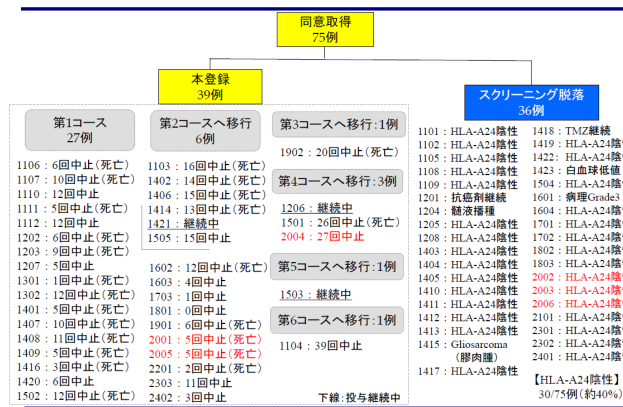 同意取得
75例
本登録
39例
スクリーニング脱落
36例
第1コース
27例
1106：6回中止(死亡)
1107：10回中止(死亡)
1110：12回中止
1111：5回中止(死亡)
1112：12回中止
1202：6回中止(死亡)
1203：9回中止(死亡)
1207：5回中止
1301：1回中止(死亡)
1302：12回中止(死亡)
1401：5回中止(死亡)
1407：10回中止(死亡)
1408：11回中止(死亡)
1409：5回中止(死亡)
1416：3回中止(死亡)
1420：6回中止
1502：12回中止(死亡)
第2コースへ移行
6例
1103：16回中止(死亡)
1402：14回中止(死亡)
1406：15回中止(死亡)
1414：13回中止(死亡)
1421：継続中
1505：15回中止
1602：12回中止(死亡)
1603：4回中止
1703：1回中止
1801：0回中止
1901：6回中止(死亡)
2001：5回中止(死亡)
2005：5回中止(死亡)
2201：2回中止(死亡)
2303：11回中止
2402：3回中止
第3コースへ移行：1例
1902：20回中止(死亡)
第4コースへ移行：3例
1206：継続中
1501：26回中止(死亡)
2004：27回中止
第5コースへ移行：1例
1503：継続中
第6コースへ移行：1例
1104：39回中止
下線：投与継続中
1101：HLA-A24陰性
1102：HLA-A24陰性
1105：HLA-A24陰性
1108：HLA-A24陰性
1109：HLA-A24陰性
1201：抗癌剤継続
1204：髄液播種
1205：HLA-A24陰性
1208：HLA-A24陰性
1403：HLA-A24陰性
1404：HLA-A24陰性
1405：HLA-A24陰性
1410：HLA-A24陰性
1411：HLA-A24陰性
1412：HLA-A24陰性
1413：HLA-A24陰性
1415：Gliosarcoma
(膠肉腫)
1417：HLA-A24陰性
1418：TMZ継続
1419：HLA-A24陰
1422：HLA-A24陰
1423：白血球低値
1504：HLA-A24陰
1601：病理Grade3
1604：HLA-A24陰
1701：HLA-A24陰
1702：HLA-A24陰
1802：HLA-A24陰
1803：HLA-A24陰
2002：HLA-A24陰
2003：HLA-A24陰
2006：HLA-A24陰
2101：HLA-A24陰
2301：HLA-A24陰
2302：HLA-A24陰
2401：HLA-A24陰
【HLA-A24陰性】
30/75例(約40%)